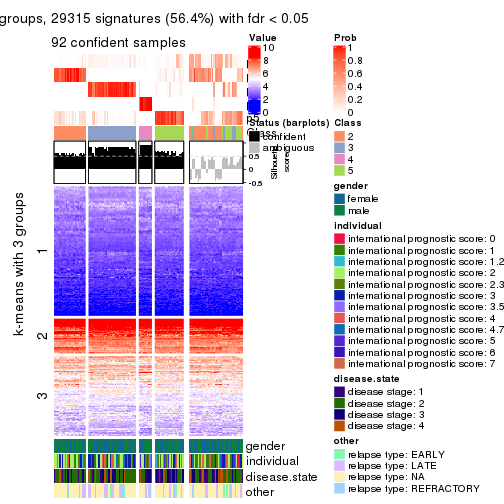 groups, 29315 signatures (56.4%) with fdr < 0.05
92 confident samples
Value
10
8
6
4
2
0
Prob
1
0.8
0.6
0.4
0.2
0
Status (barplots)
confident
ambiguous
Class
2
3
4
5
0.5
0
-0.5
Silhouette
score
gender
female
male
individual
international prognostic score: 0
international prognostic score: 1
international prognostic score: 1.2
international prognostic score: 2
international prognostic score: 2.3
international prognostic score: 3
international prognostic score: 3.5
international prognostic score: 4
international prognostic score: 4.7
international prognostic score: 5
international prognostic score: 6
international prognostic score: 7
disease.state
disease stage: 1
disease stage: 2
disease stage: 3
disease stage: 4
other
relapse type: EARLY
relapse type: LATE
relapse type: NA
relapse type: REFRACTORY
k-means with 3 groups
1
2
3
gender
individual
disease.state
other